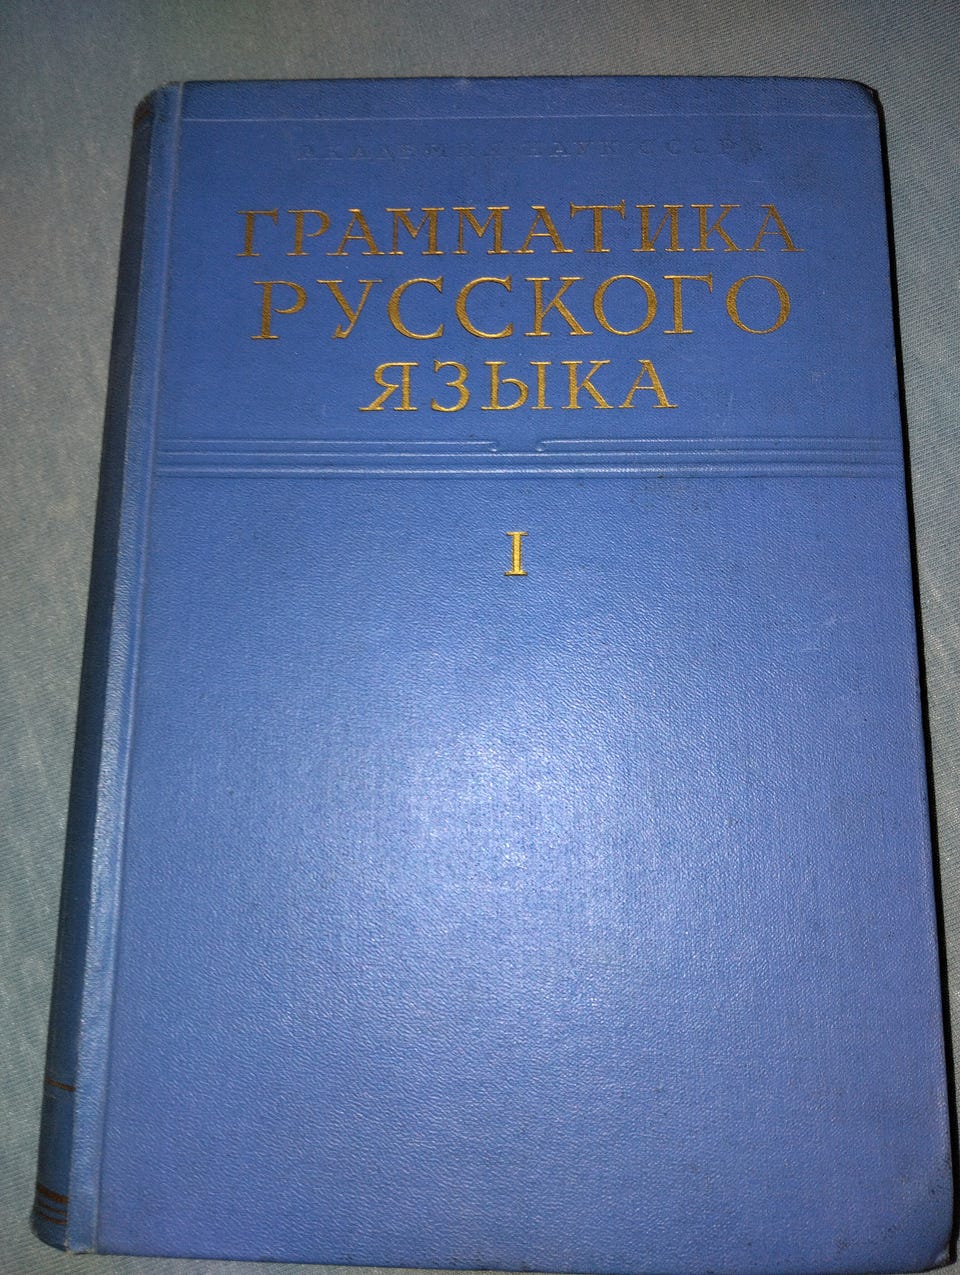 АКАДЕМИЯ НАУК СССР
ГРАММАТИКА
РУССКОГО
ЯЗЫКА
I